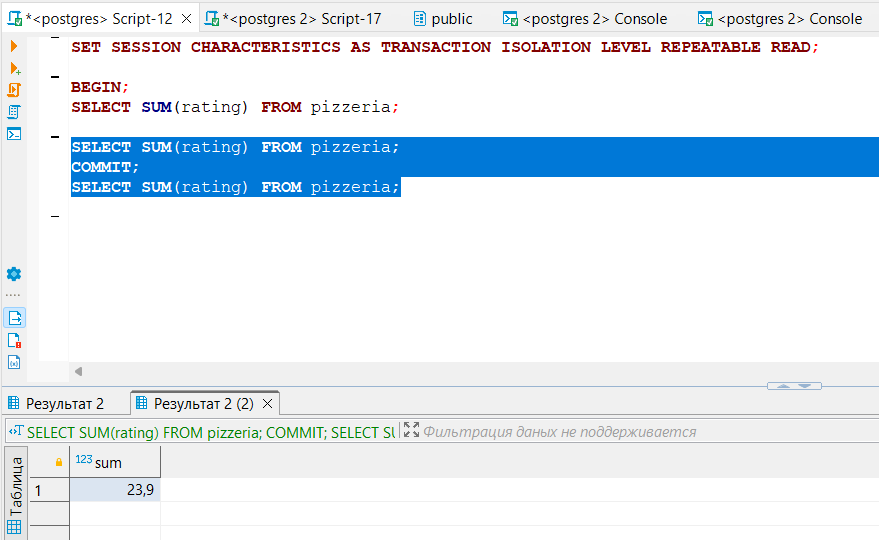 *<postgres> Script-12
*<postgres 2> Script-17
public
<postgres 2> Console
<postgres 2> Console
SET SESSION CHARACTERISTICS AS TRANSACTION ISOLATION LEVEL REPEATABLE READ;
BEGIN;
SELECT SUM(rating) FROM pizzeria;
SELECT SUM(rating) FROM pizzeria;
COMMIT;
SELECT SUM(rating) FROM pizzeria;
Результат 2
Результат 2 (2)
SELECT SUM(rating) FROM pizzeria; COMMIT; SELECT SU
Фильтрация даных не поддерживается
Таблица
123 sum
1
23,9